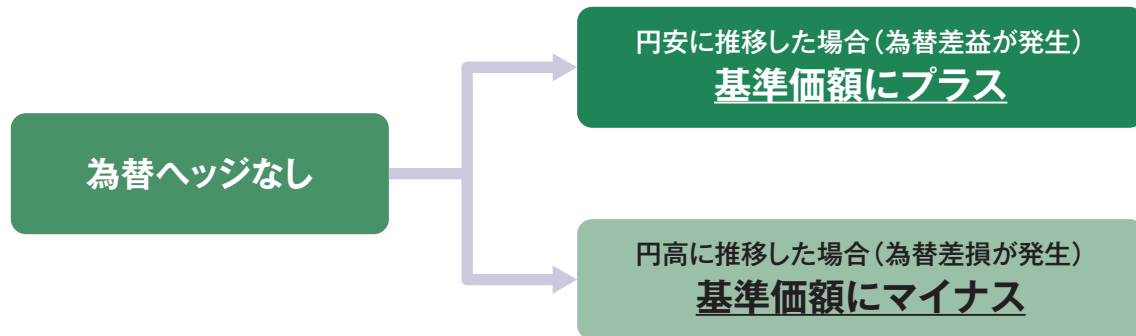 円安に推移した場合（為替差益が発生）
基準価額にプラス
為替ヘッジなし
円高に推移した場合（為替差損が発生）
基準価額にマイナス